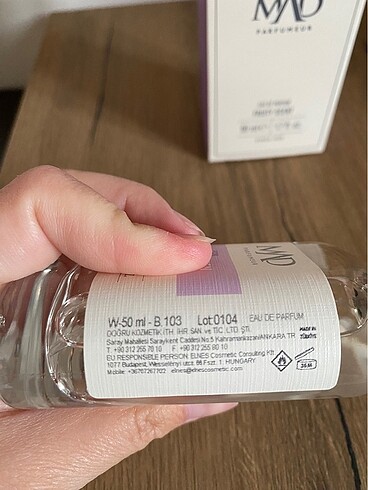 MAD
PARFUMEUR
MAD
W-50 ml - B.103 Lot:0104 EAU DE PARFUM
DOĞRU KOZMETİK İTH. İHR. SAN. ve TİC. LTD. ŞTİ.
Saray Mahallesi Saraykent Caddesi No:5 Kahramankazan/ANKARA TR
T. +90 312 255 70 10 F. +90 312 255 80 10
EU RESPONSIBLE PERSON: ELNES Cosmetic Consulting Kft
1077 Budapest, Wesselényi utca. 86 Fszt. 1. HUNGARY
Mobile: +36767267702 elnes@elnescosmetic.com
MADE IN
TÜRKİYE
36 M